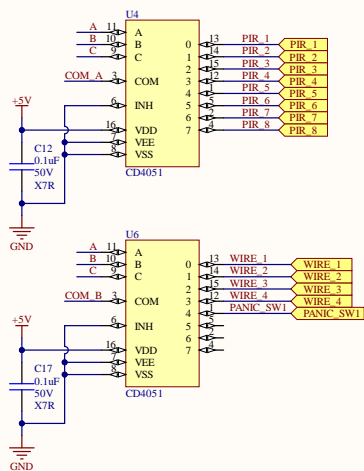 U4
A 11 A 0 13 PIR_1 PIR_1
B 10 B 1 14 PIR_2 PIR_2
C 9 C 2 15 PIR_3 PIR_3
COM_A 3 COM 3 12 PIR_4 PIR_4
4 1 PIR_5 PIR_5
+5V 6 INH 5 5 PIR_6 PIR_6
6 2 PIR_7 PIR_7
16 VDD 7 4 PIR_8 PIR_8
7 VEE
8 VSS
CD4051
C12
0.1uF
50V
X7R
GND
U6
A 11 A 0 13 WIRE_1 WIRE_1
B 10 B 1 14 WIRE_2 WIRE_2
C 9 C 2 15 WIRE_3 WIRE_3
COM_B 3 COM 3 12 WIRE_4 WIRE_4
4 1 PANIC_SW1 PANIC_SW1
+5V 6 INH 5 5
6 2
16 VDD 7 4
7 VEE
8 VSS
CD4051
C17
0.1uF
50V
X7R
GND